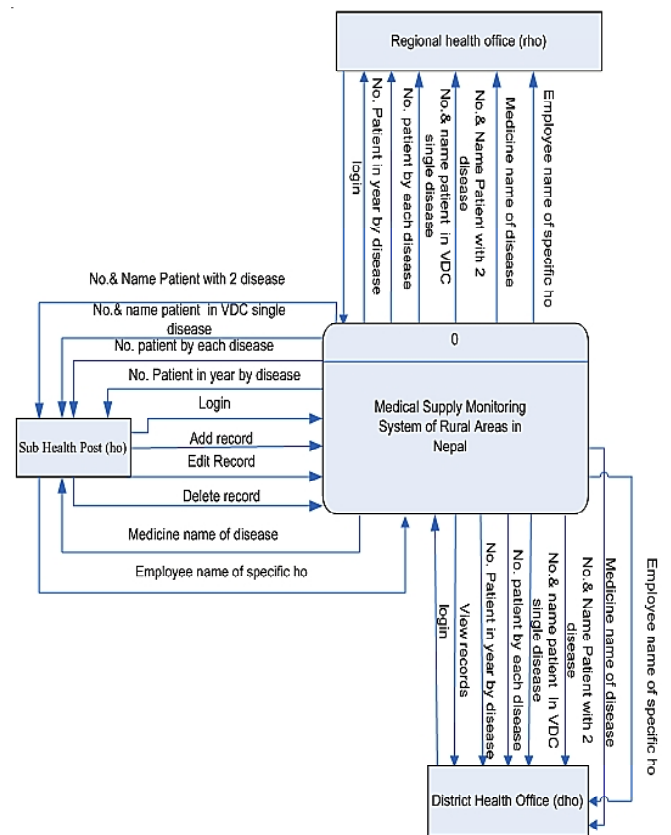 Regional health office (rho)
login
No. Patient in year by disease
No. patient by each disease
No.& name patient in VDC
single disease
No.& Name Patient with 2
disease
Medicine name of disease
Employee name of specific ho
No.& Name Patient with 2 disease
No.& name patient in VDC single
disease
No. patient by each disease
No. Patient in year by disease
Login
Add record
Edit Record
Delete record
Medicine name of disease
Employee name of specific ho
Sub Health Post (ho)
0
Medical Supply Monitoring
System of Rural Areas in
Nepal
login
View records
No. Patient in year by disease
No. patient by each disease
No.& name patient In VDC
single disease
No.& Name Patient with 2
disease
Medicine name of disease
Employee name of specific ho
District Health Office (dho)